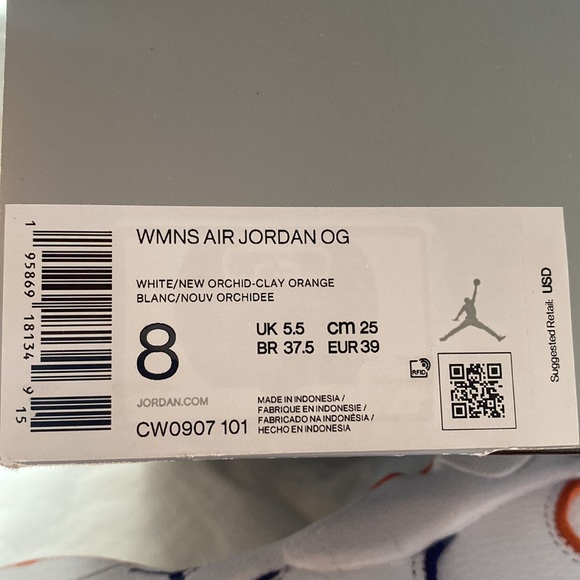 WMNS AIR JORDAN OG
WHITE/NEW ORCHID-CLAY ORANGE
BLANC/NOUV ORCHIDEE
8
UK 5.5 cm 25
BR 37.5 EUR 39
RFID
JORDAN.COM
CW0907 101
MADE IN INDONESIA /
FABRIQUE EN INDONESIE /
FABRICADO NA INDONÉSIA /
HECHO EN INDONESIA
1 95869 18134 9 15
Suggested Retail: USD